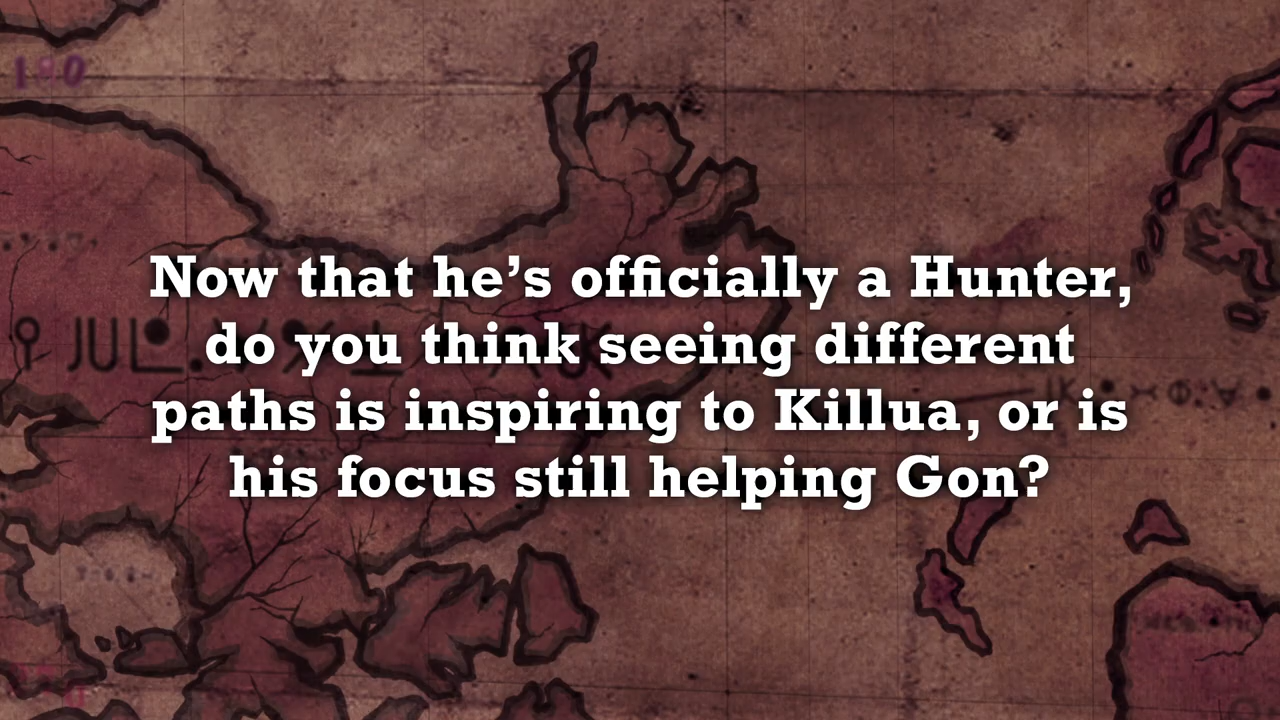 Now that he’s officially a Hunter,
do you think seeing different
paths is inspiring to Killua, or is
his focus still helping Gon?